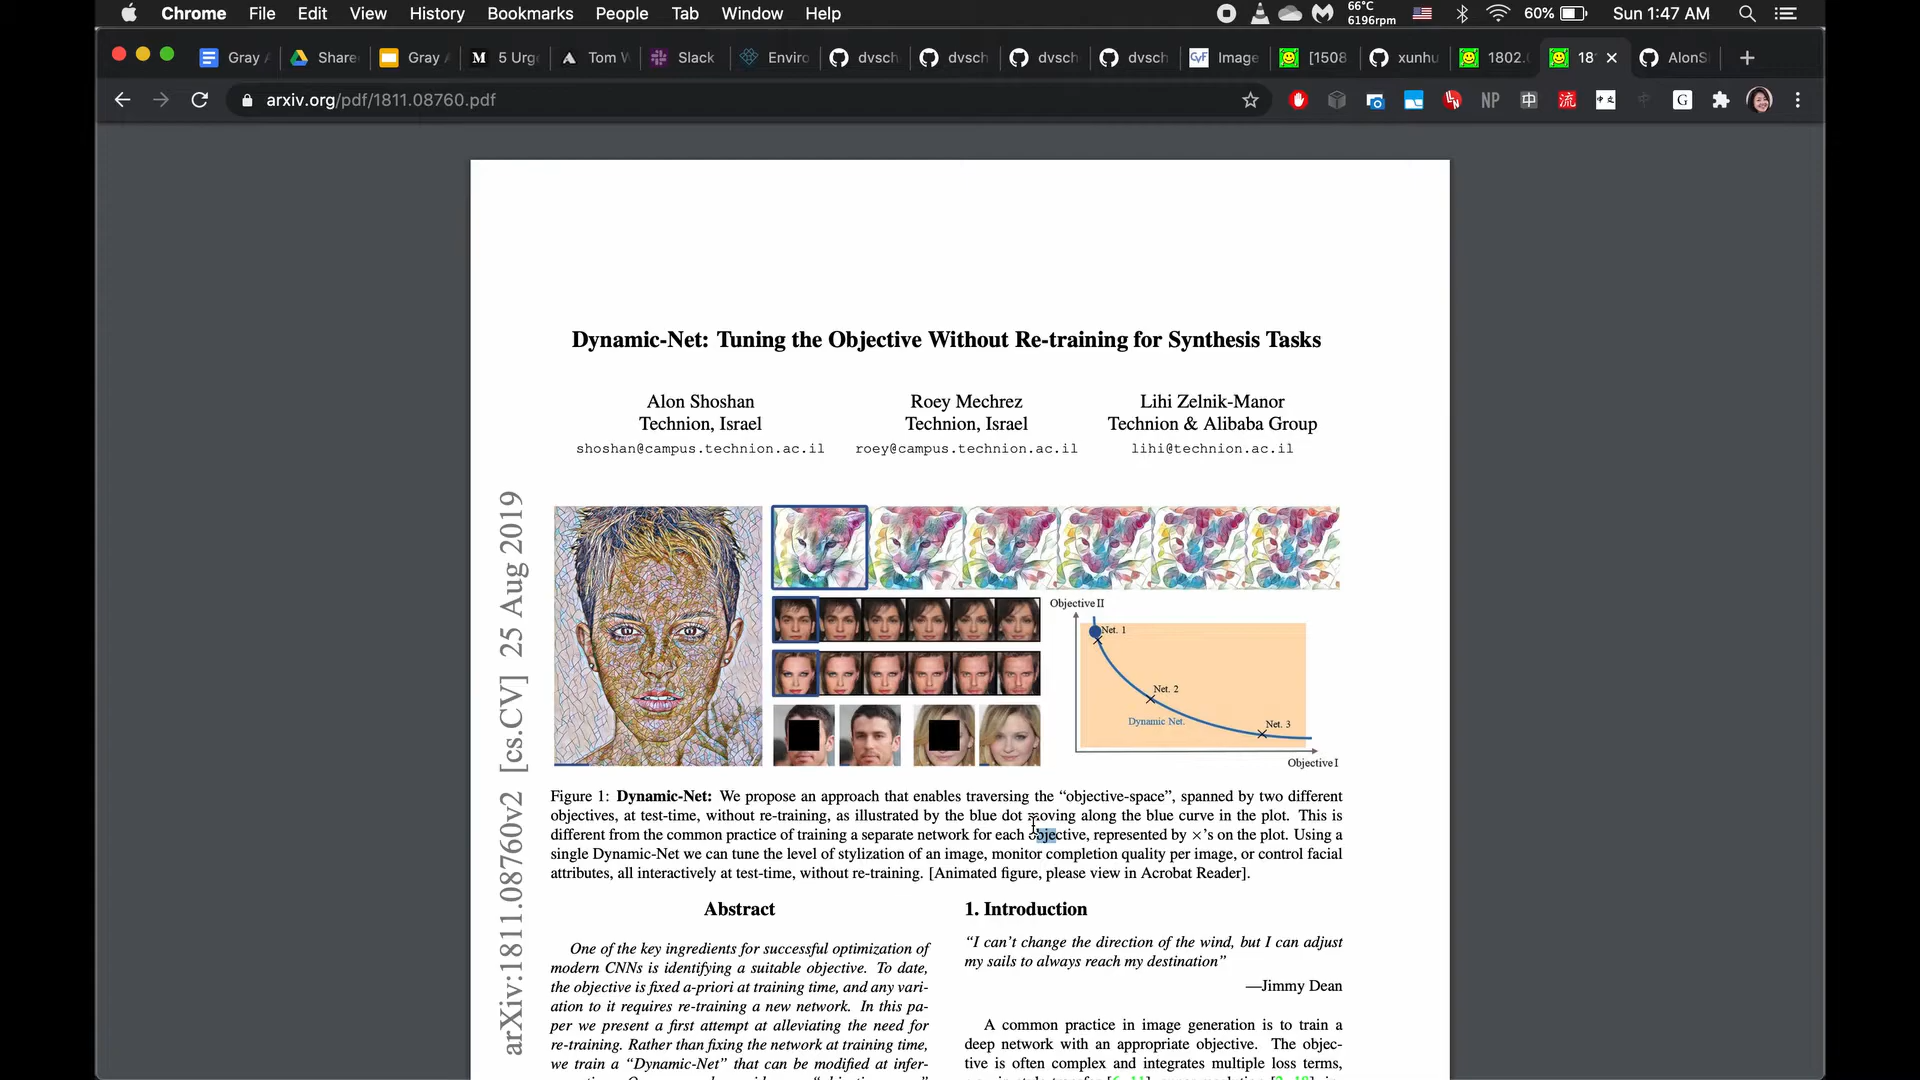 Chrome File Edit View History Bookmarks People Tab Window Help
66°C
6196rpm
60%
Sun 1:47 AM
Gray
Share
Gray
5 Urg
Tom
Slack
Enviro
dvsch
dvsc
dvsch
dvsch
Image
[1508
xunhu
1802.
18
AlonS
arxiv.org/pdf/1811.08760.pdf
Dynamic-Net: Tuning the Objective Without Re-training for Synthesis Tasks
Alon Shoshan
Technion, Israel
shoshan@campus.technion.ac.il
Roey Mechrez
Technion, Israel
roey@campus.technion.ac.il
Lihi Zelnik-Manor
Technion & Alibaba Group
lihi@technion.ac.il
arXiv:1811.08760v2 [cs.CV] 25 Aug 2019
Objective II
Net. 1
Net. 2
Dynamic Net.
Net. 3
Objective I
Figure 1: Dynamic-Net: We propose an approach that enables traversing the “objective-space”, spanned by two different
objectives, at test-time, without re-training, as illustrated by the blue dot moving along the blue curve in the plot. This is
different from the common practice of training a separate network for each objective, represented by ×’s on the plot. Using a
single Dynamic-Net we can tune the level of stylization of an image, monitor completion quality per image, or control facial
attributes, all interactively at test-time, without re-training. [Animated figure, please view in Acrobat Reader].
Abstract
One of the key ingredients for successful optimization of
modern CNNs is identifying a suitable objective. To date,
the objective is fixed a-priori at training time, and any vari-
ation to it requires re-training a new network. In this pa-
per we present a first attempt at alleviating the need for
re-training. Rather than fixing the network at training time,
we train a “Dynamic-Net” that can be modified at infer-
1. Introduction
“I can’t change the direction of the wind, but I can adjust
my sails to always reach my destination”
—Jimmy Dean
A common practice in image generation is to train a
deep network with an appropriate objective. The objec-
tive is often complex and integrates multiple loss terms,